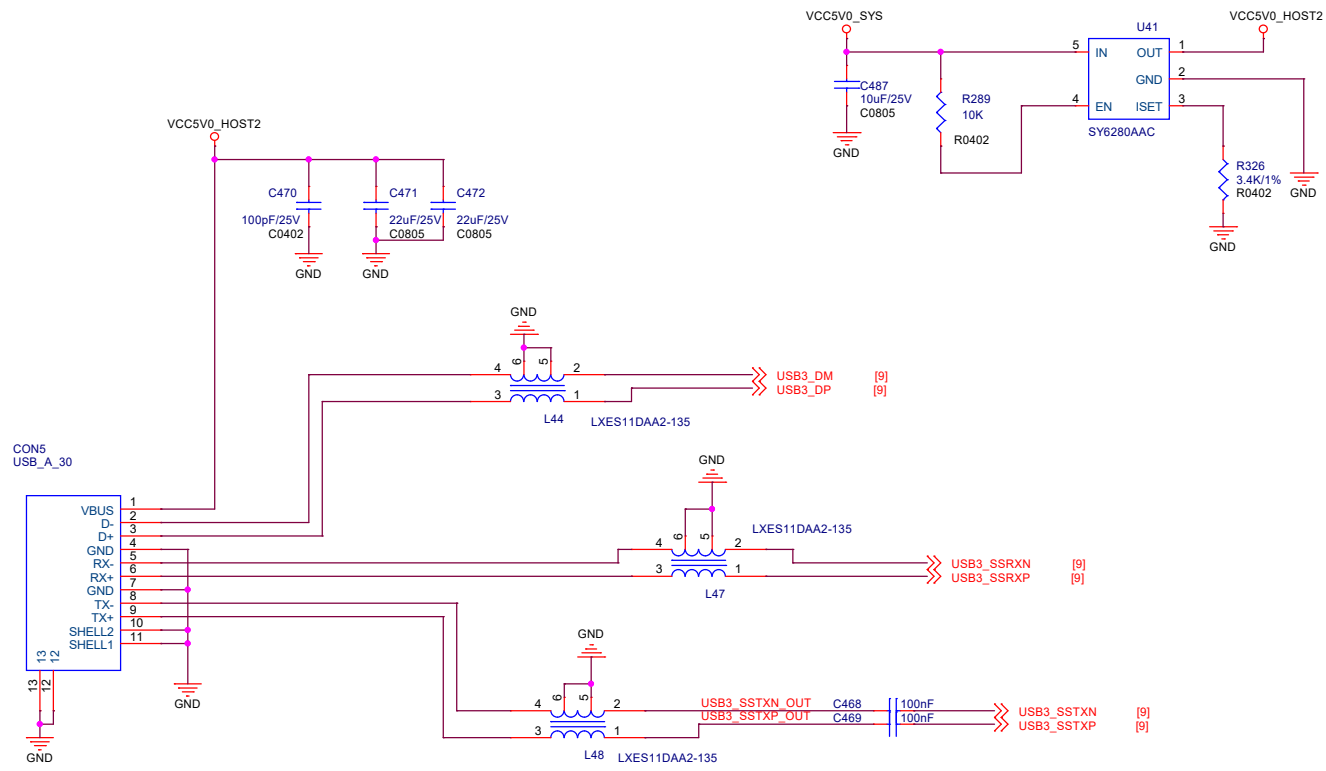 VCC5V0_SYS
VCC5V0_HOST2
U41
5 IN OUT 1
GND 2
4 EN ISET 3
SY6280AAC
C487
10uF/25V
C0805
GND
R289
10K
R0402
R326
3.4K/1%
R0402
GND
GND
VCC5V0_HOST2
C470
100pF/25V
C0402
GND
C471
22uF/25V
C0805
GND
C472
22uF/25V
C0805
GND
4 6 5 2
3 1
L44 LXES11DAA2-135
USB3_DM [9]
USB3_DP [9]
CON5
USB_A_30
VBUS 1
D- 2
D+ 3
GND 4
RX- 5
RX+ 6
GND 7
TX- 8
TX+ 9
SHELL2 10
SHELL1 11
13 12
13 12
GND
GND
GND
LXES11DAA2-135
4 6 5 2
3 1
L47
USB3_SSRXN [9]
USB3_SSRXP [9]
GND
4 6 5 2
3 1
L48 LXES11DAA2-135
USB3_SSTXN_OUT C468 100nF
USB3_SSTXP_OUT C469 100nF
USB3_SSTXN [9]
USB3_SSTXP [9]